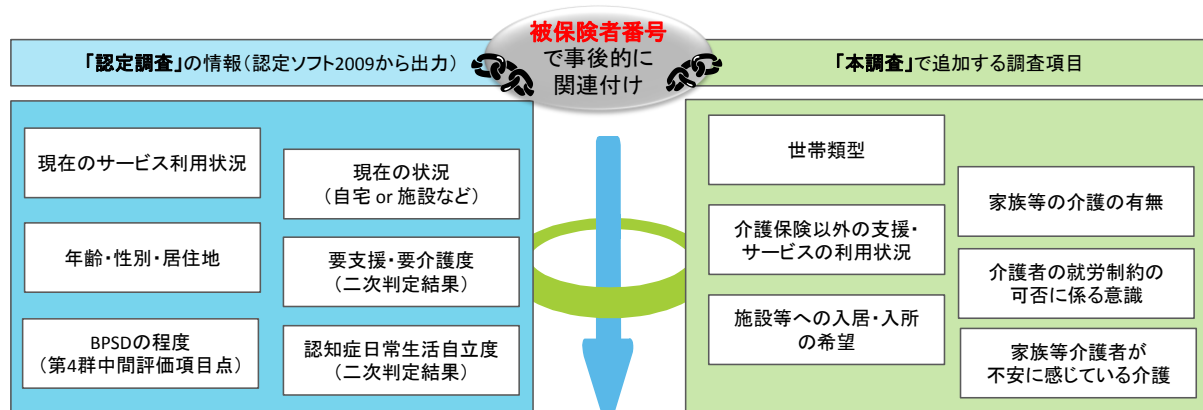 被保険者番号
で事後的に
関連付け
「認定調査」の情報(認定ソフト2009から出力)
現在のサービス利用状況
現在の状況
(自宅 or 施設など)
年齢・性別・居住地
要支援・要介護度
(二次判定結果)
BPSDの程度
(第4群中間評価項目点)
認知症日常生活自立度
(二次判定結果)
「本調査」で追加する調査項目
世帯類型
家族等の介護の有無
介護保険以外の支援・
サービスの利用状況
介護者の就労制約の
可否に係る意識
施設等への入居・入所
の希望
家族等介護者が
不安に感じている介護